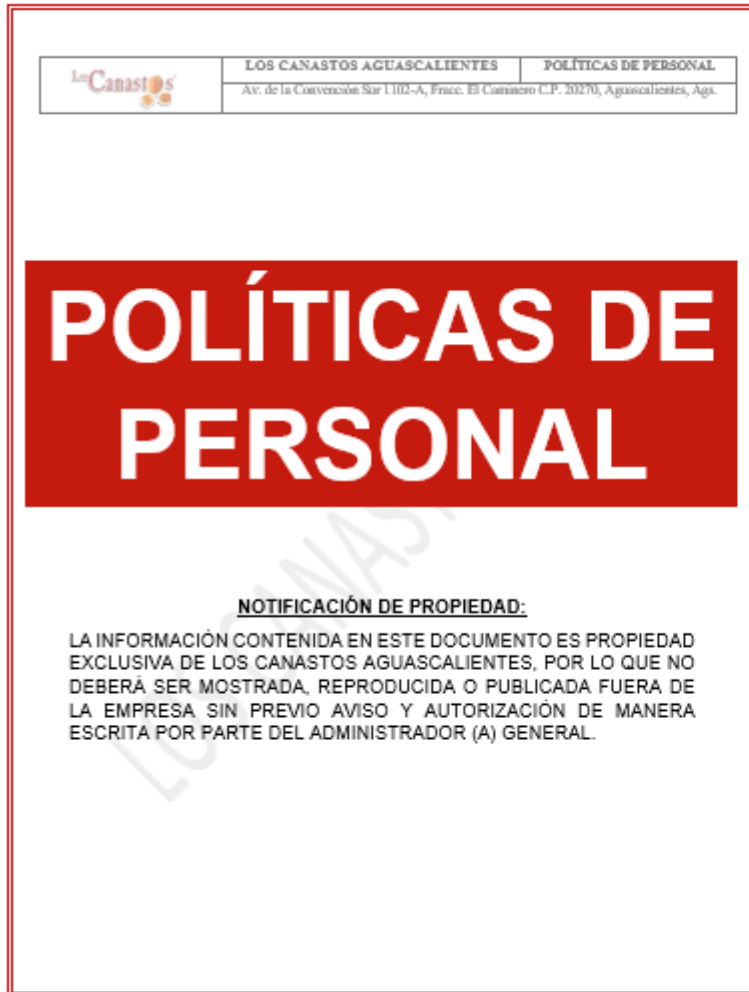 Los Canastos
LOS CANASTOS AGUASCALIENTES
POLÍTICAS DE PERSONAL
Av. de la Convención Sur 1102-A, Fracc. El Caminero C.P. 20270, Aguascalientes, Ags.
POLÍTICAS DE
PERSONAL
LOS CANAST
NOTIFICACIÓN DE PROPIEDAD:
LA INFORMACIÓN CONTENIDA EN ESTE DOCUMENTO ES PROPIEDAD
EXCLUSIVA DE LOS CANASTOS AGUASCALIENTES, POR LO QUE NO
DEBERÁ SER MOSTRADA, REPRODUCIDA O PUBLICADA FUERA DE
LA EMPRESA SIN PREVIO AVISO Y AUTORIZACIÓN DE MANERA
ESCRITA POR PARTE DEL ADMINISTRADOR (A) GENERAL.